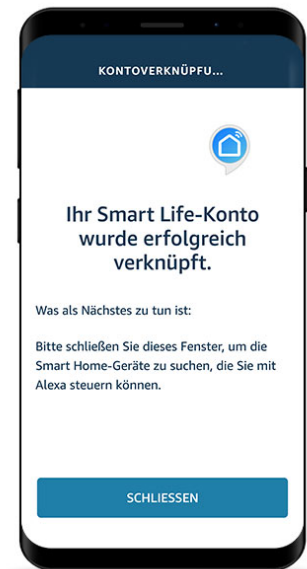 KONTOVERKNÜPFU...
Ihr Smart Life-Konto
wurde erfolgreich
verknüpft.
Was als Nächstes zu tun ist:
Bitte schließen Sie dieses Fenster, um die
Smart Home-Geräte zu suchen, die Sie mit
Alexa steuern können.
SCHLIESSEN